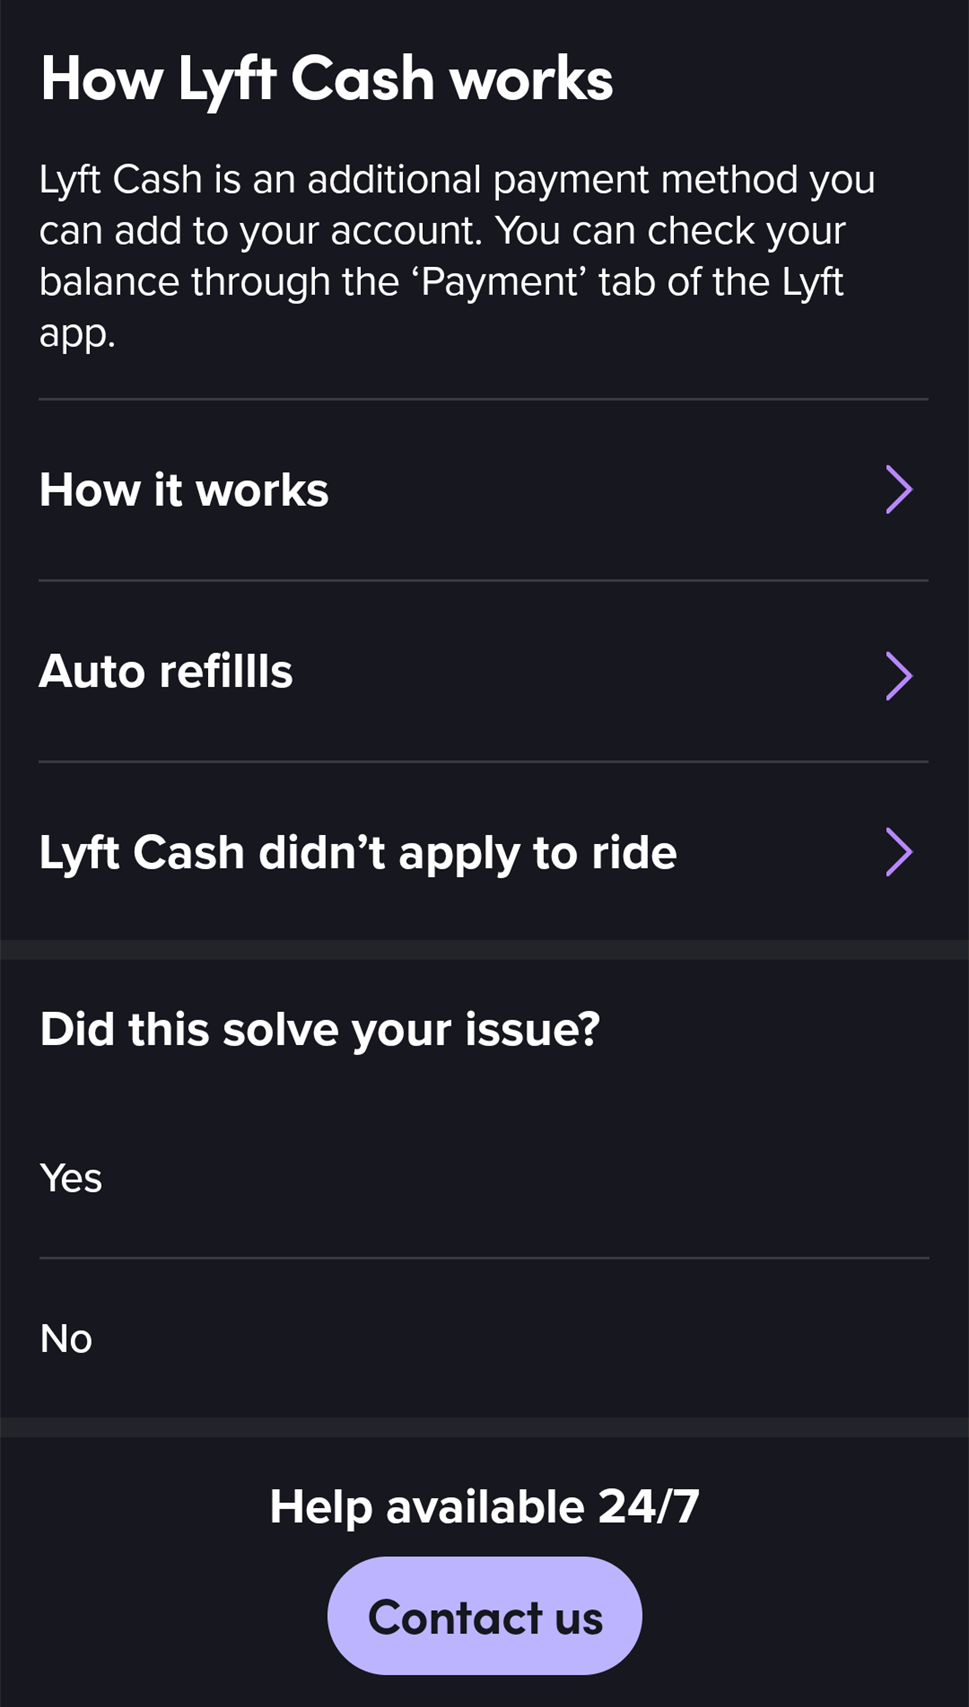 How Lyft Cash works
Lyft Cash is an additional payment method you
can add to your account. You can check your
balance through the ‘Payment’ tab of the Lyft
app.
How it works
Auto refillls
Lyft Cash didn’t apply to ride
Did this solve your issue?
Yes
No
Help available 24/7
Contact us